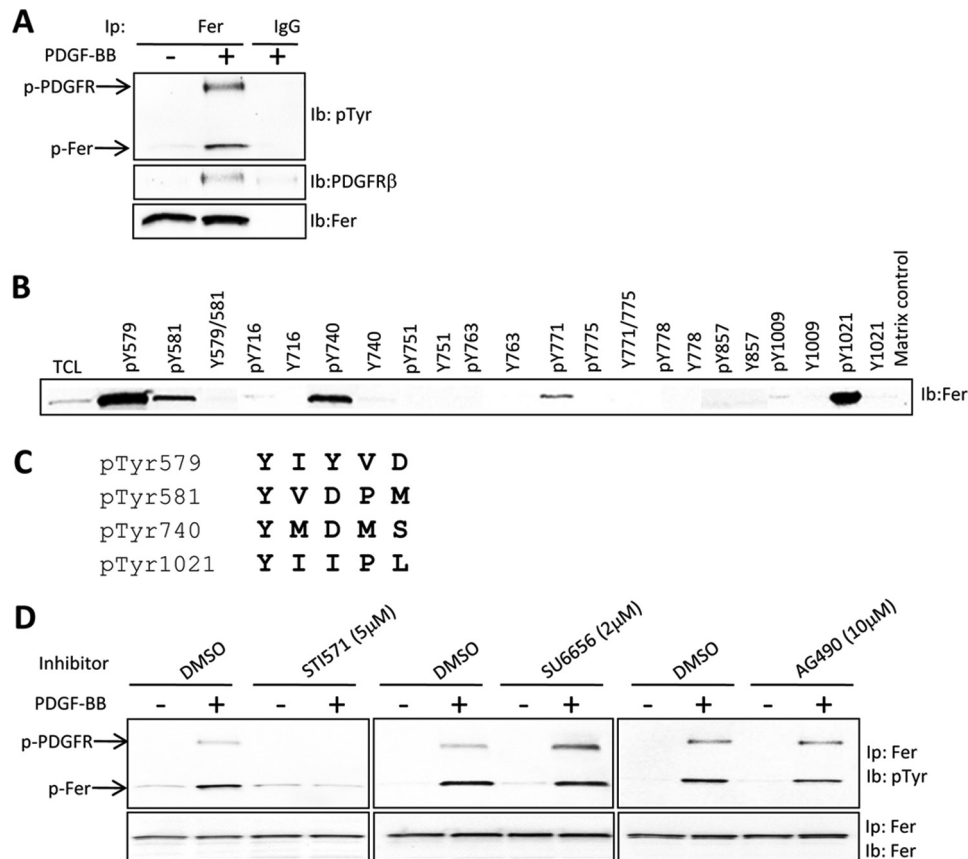 A
Ip: Fer IgG
PDGF-BB - + +
p-PDGFR
Ib: pTyr
p-Fer
Ib:PDGFRβ
Ib:Fer
B
TCL pY579 pY581 Y579/581 pY716 Y716 pY740 Y740 pY751 Y751 pY763 Y763 pY771 pY775 Y771/775 pY778 Y778 pY857 Y857 pY1009 Y1009 pY1021 Y1021 Matrix control
Ib:Fer
C
pTyr579 Y I Y V D
pTyr581 Y V D P M
pTyr740 Y M D M S
pTyr1021 Y I I P L
D
Inhibitor DMSO STI571 (5μM) DMSO SU6656 (2μM) DMSO AG490 (10μM)
PDGF-BB - + - + - + - + - + - +
p-PDGFR
Ip: Fer
p-Fer
Ib: pTyr
Ip: Fer
Ib: Fer